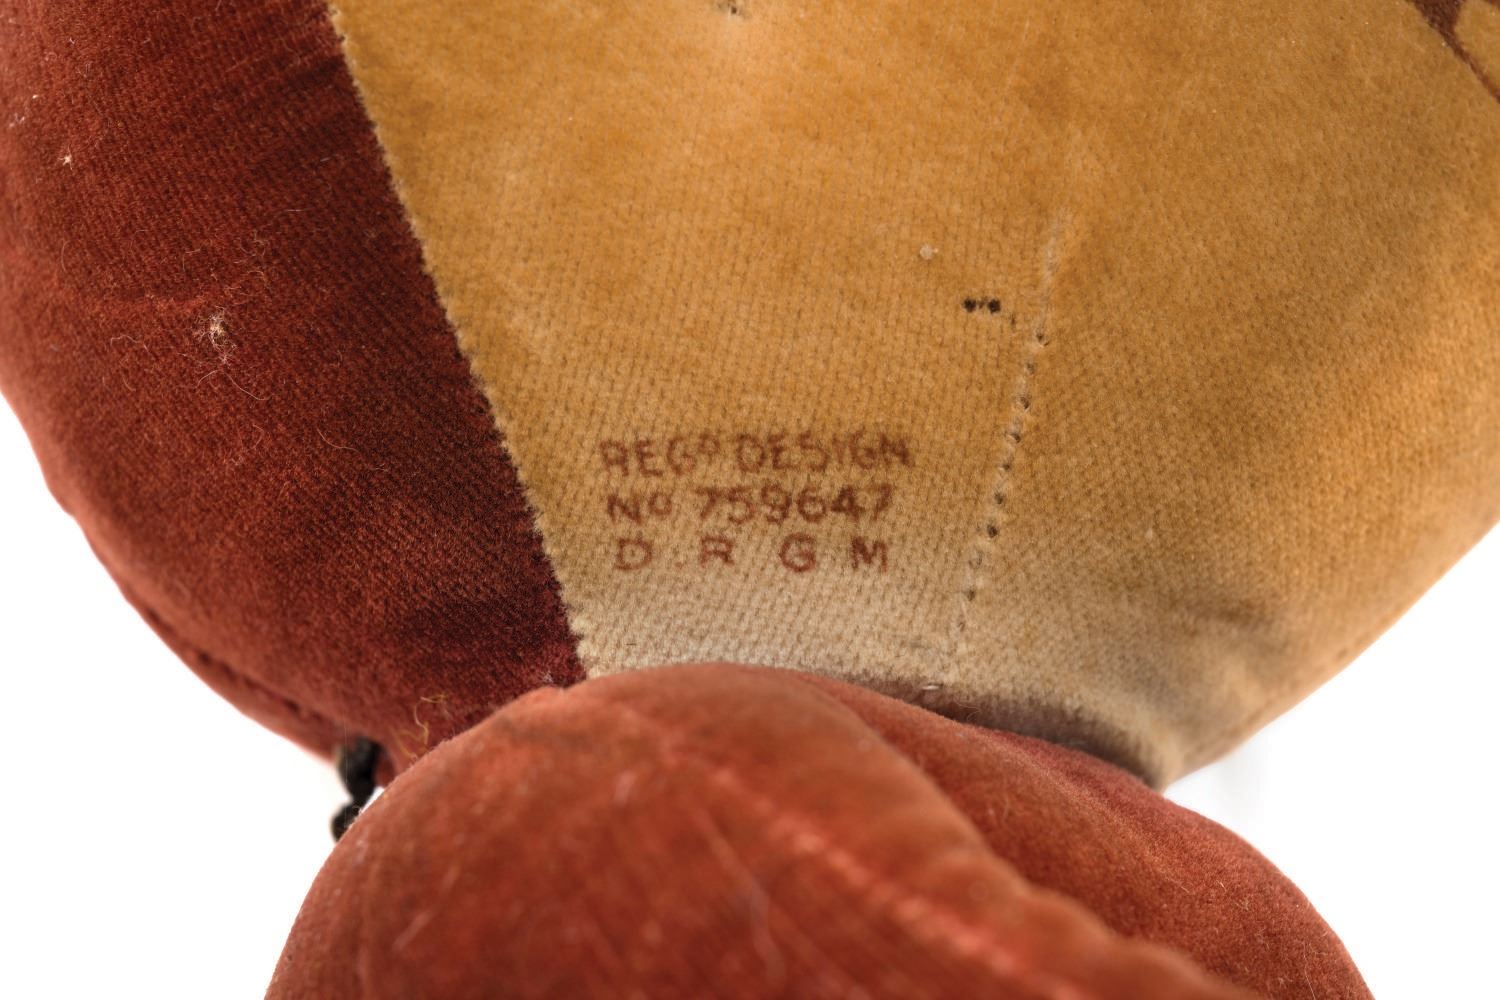 REGD DESIGN
No 759647
D. R G M